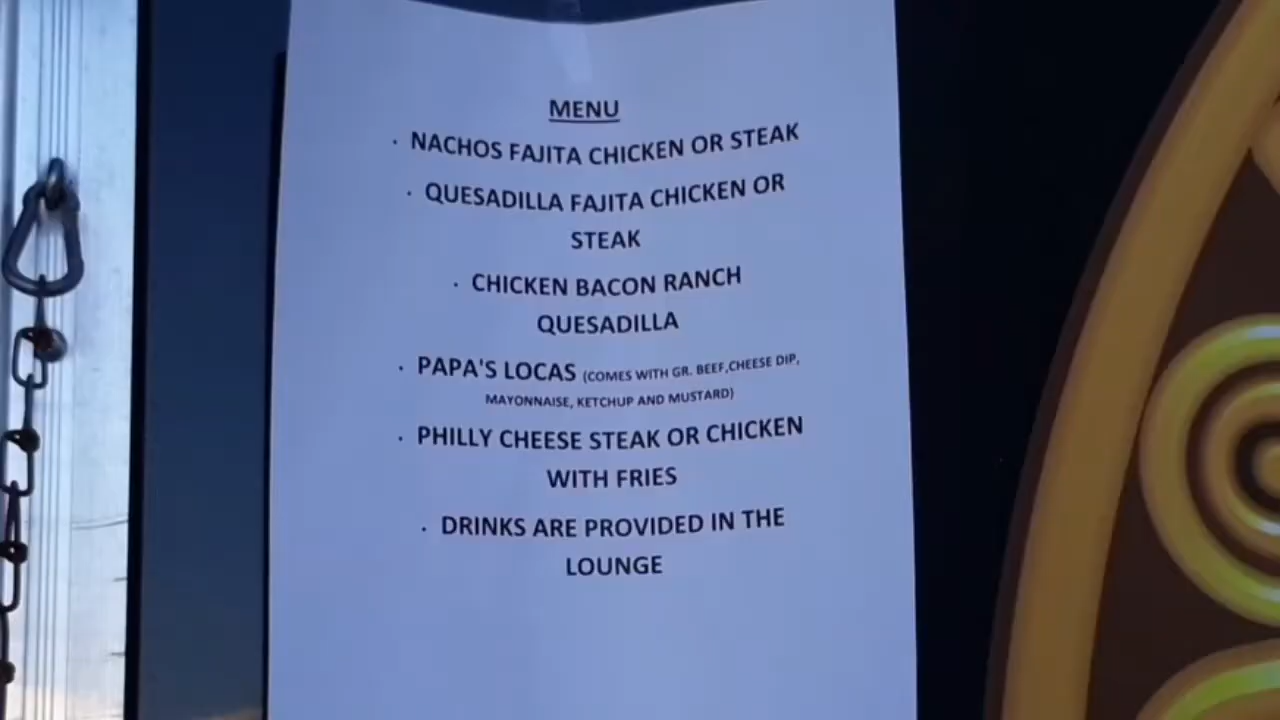 MENU
· NACHOS FAJITA CHICKEN OR STEAK
· QUESADILLA FAJITA CHICKEN OR
STEAK
· CHICKEN BACON RANCH
QUESADILLA
· PAPA'S LOCAS (COMES WITH GR. BEEF,CHEESE DIP,
MAYONNAISE, KETCHUP AND MUSTARD)
· PHILLY CHEESE STEAK OR CHICKEN
WITH FRIES
· DRINKS ARE PROVIDED IN THE
LOUNGE